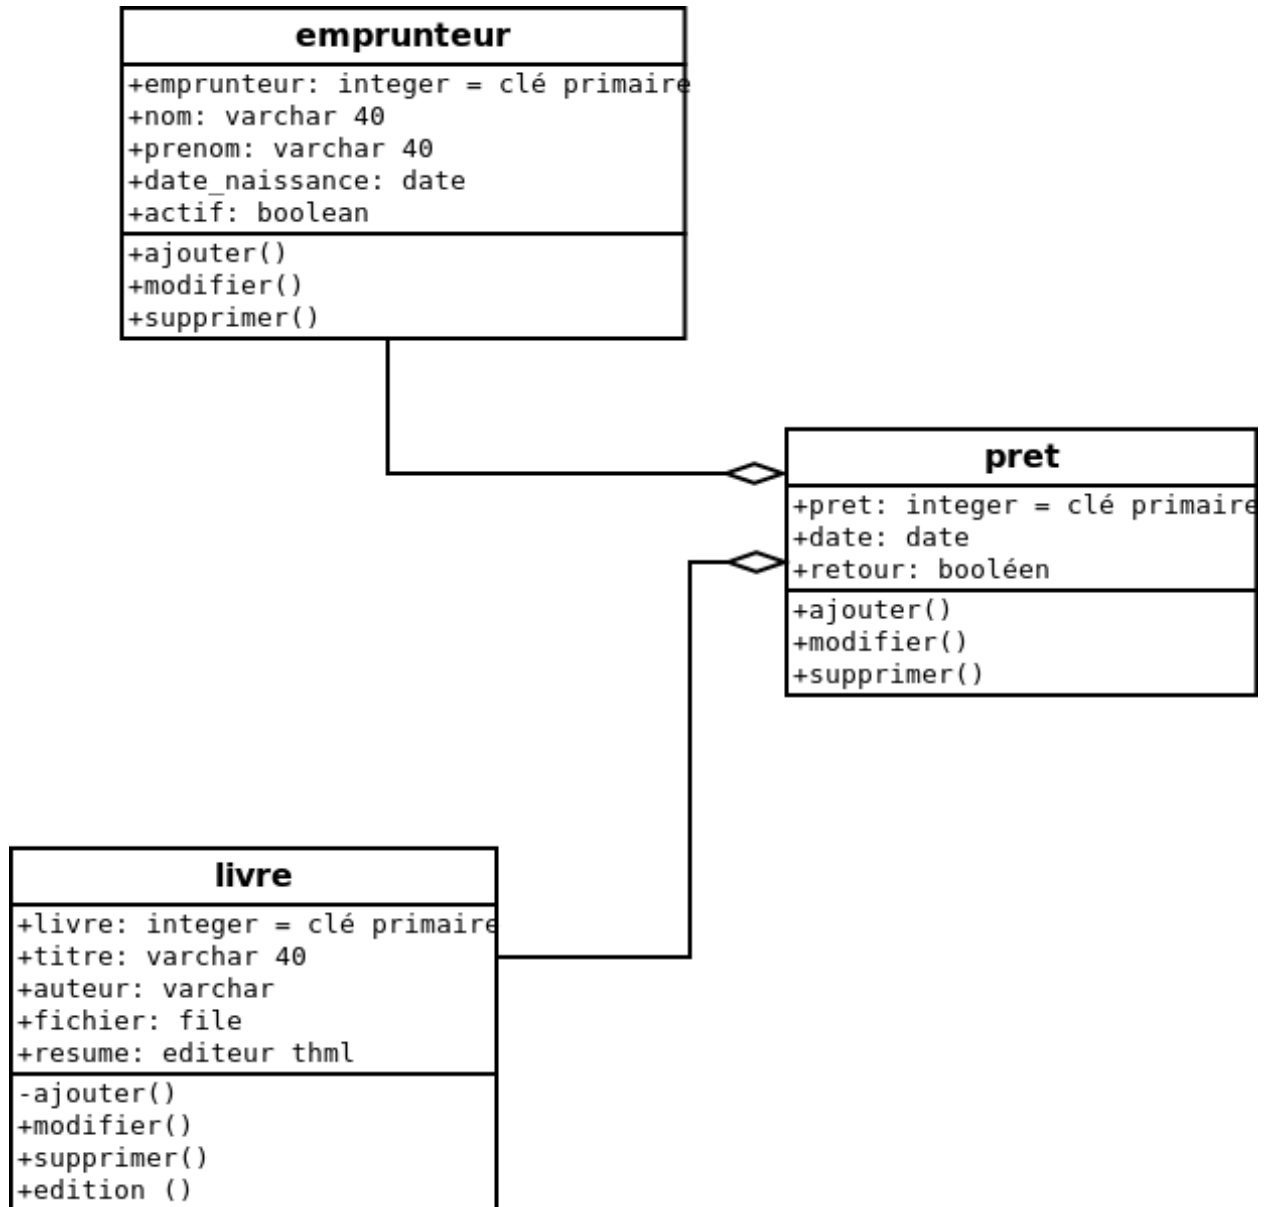 emprunteur
+emprunteur: integer = clé primaire
+nom: varchar 40
+prenom: varchar 40
+date_naissance: date
+actif: boolean
+ajouter()
+modifier()
+supprimer()
pret
+pret: integer = clé primaire
+date: date
+retour: booléen
+ajouter()
+modifier()
+supprimer()
livre
+livre: integer = clé primaire
+titre: varchar 40
+auteur: varchar
+fichier: file
+resume: editeur thml
-ajouter()
+modifier()
+supprimer()
+edition ()